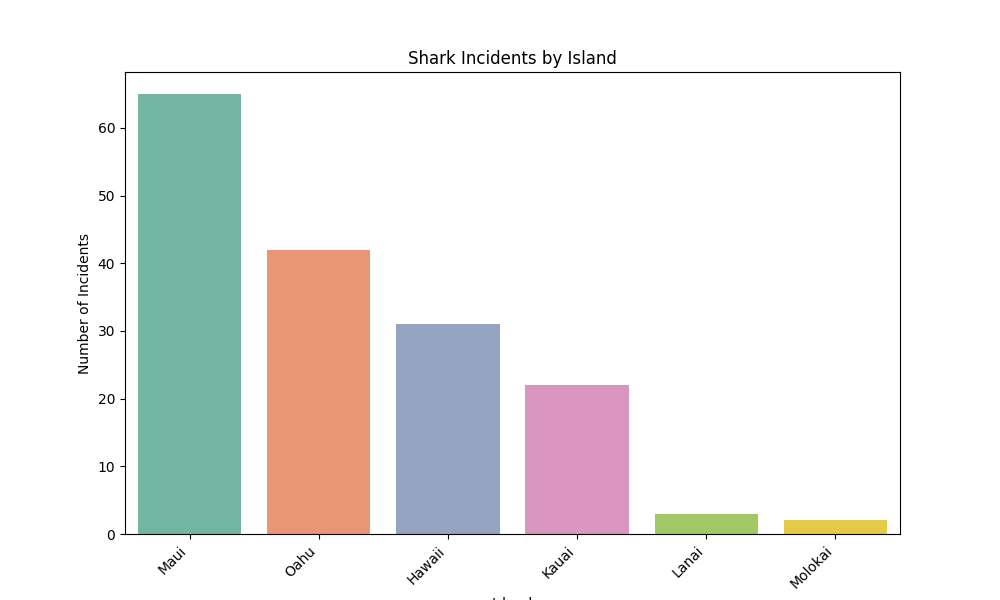 Shark Incidents by Island
Number of Incidents
60
50
40
30
20
10
0
Maui
Oahu
Hawaii
Kauai
Lanai
Molokai